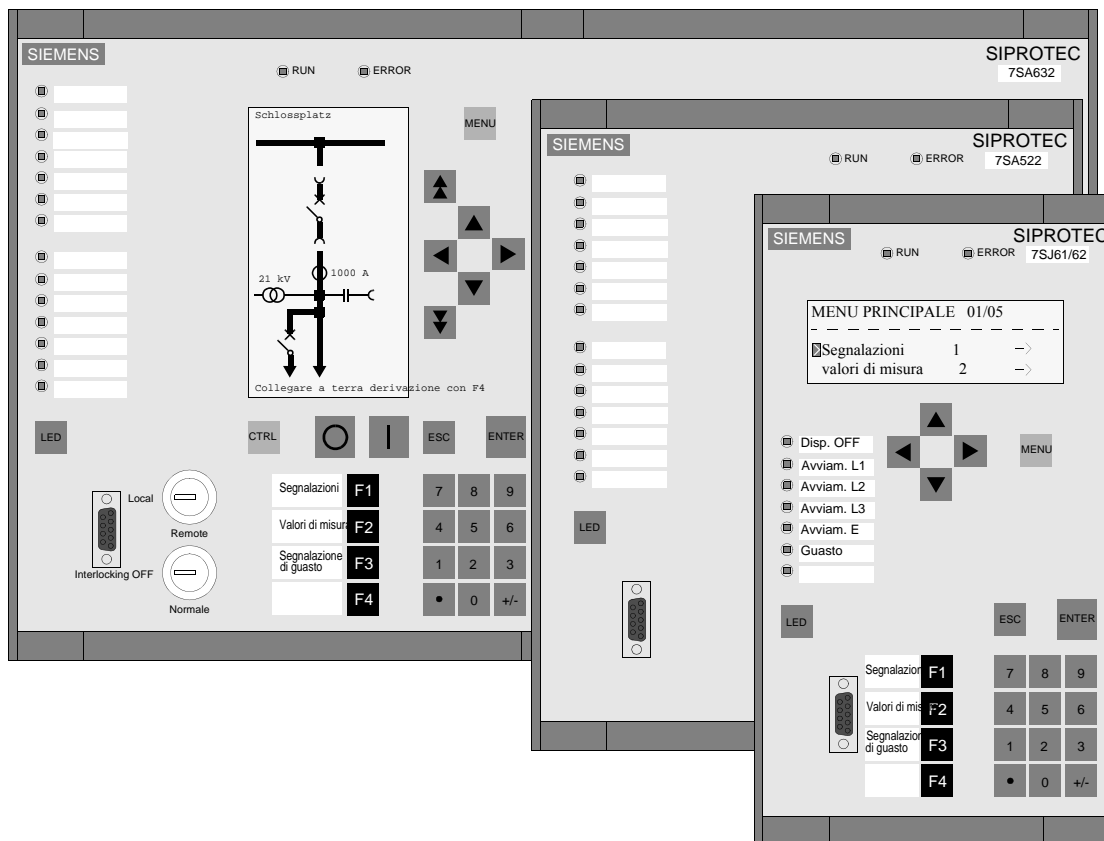 SIEMENS
RUN
ERROR
SIPROTEC
7SA632
Schlossplatz
21 kV
1000 A
Collegare a terra derivazione con F4
MENU
LED
CTRL
ESC
ENTER
Local
Remote
Interlocking OFF
Normale
Segnalazioni F1
Valori di misura F2
Segnalazione
di guasto F3
F4
7 8 9
4 5 6
1 2 3
• 0 +/-
SIEMENS
RUN
ERROR
SIPROTEC
7SA522
LED
SIEMENS
RUN
ERROR
SIPROTEC
7SJ61/62
MENU PRINCIPALE 01/05
Segnalazioni 1 –>
valori di misura 2 –>
Disp. OFF
Avviam. L1
Avviam. L2
Avviam. L3
Avviam. E
Guasto
MENU
LED
ESC
ENTER
Segnalazion F1
Valori di mis F2
Segnalazion
di guasto F3
F4
7 8 9
4 5 6
1 2 3
• 0 +/-